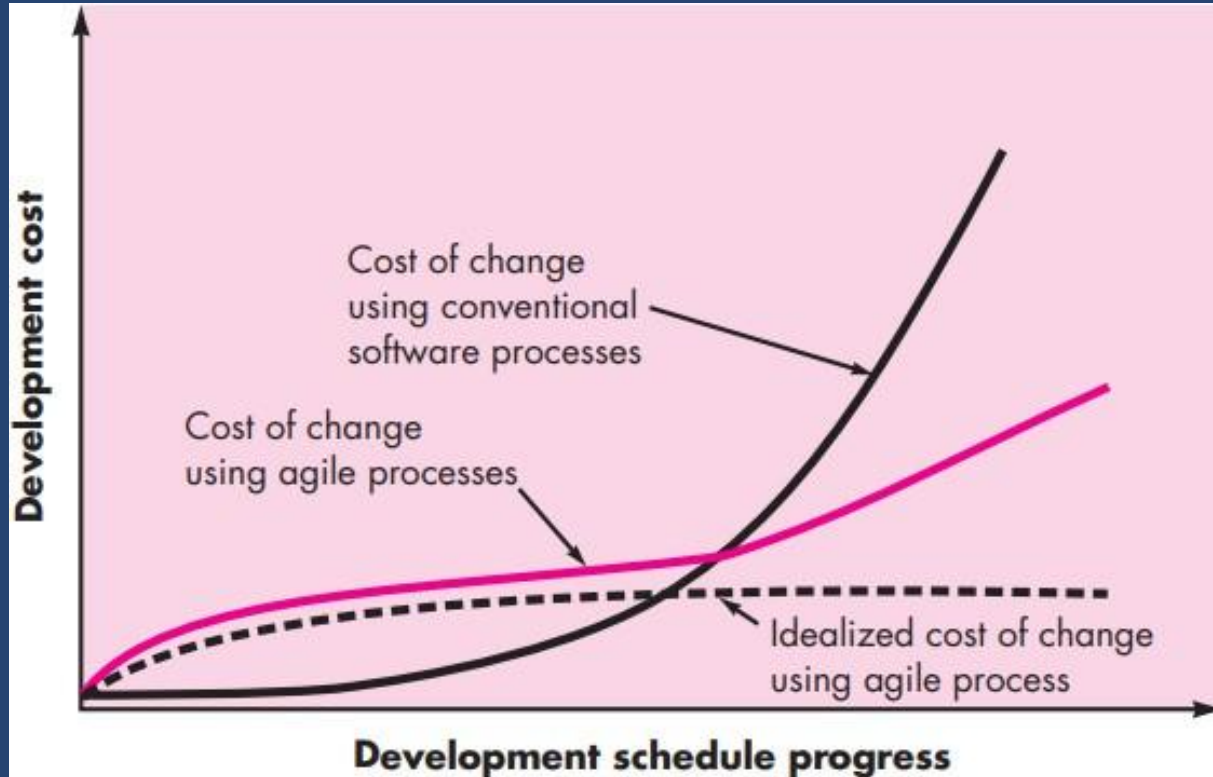 Development cost
Cost of change
using conventional
software processes
Cost of change
using agile processes
Idealized cost of change
using agile process
Development schedule progress